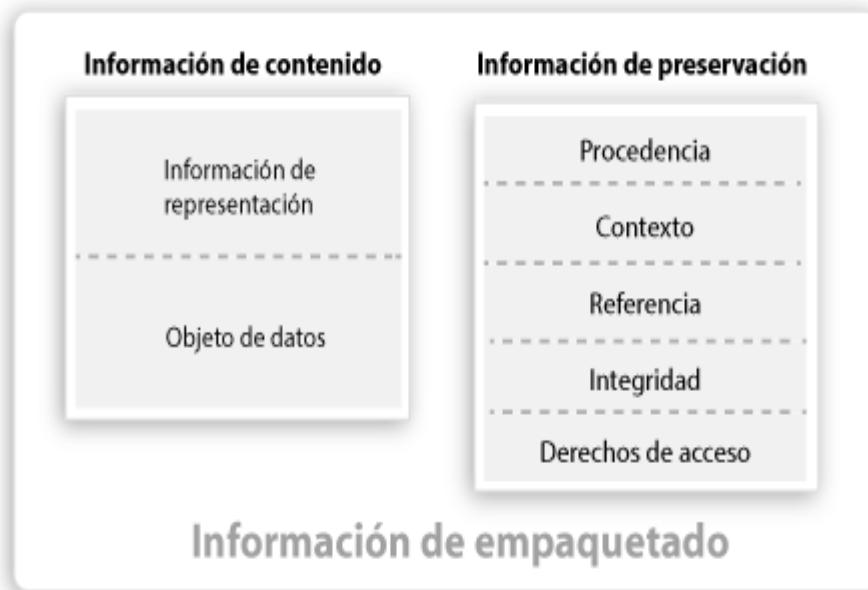 Información de contenido
Información de
representación
Objeto de datos
Información de preservación
Procedencia
Contexto
Referencia
Integridad
Derechos de acceso
Información de empaquetado